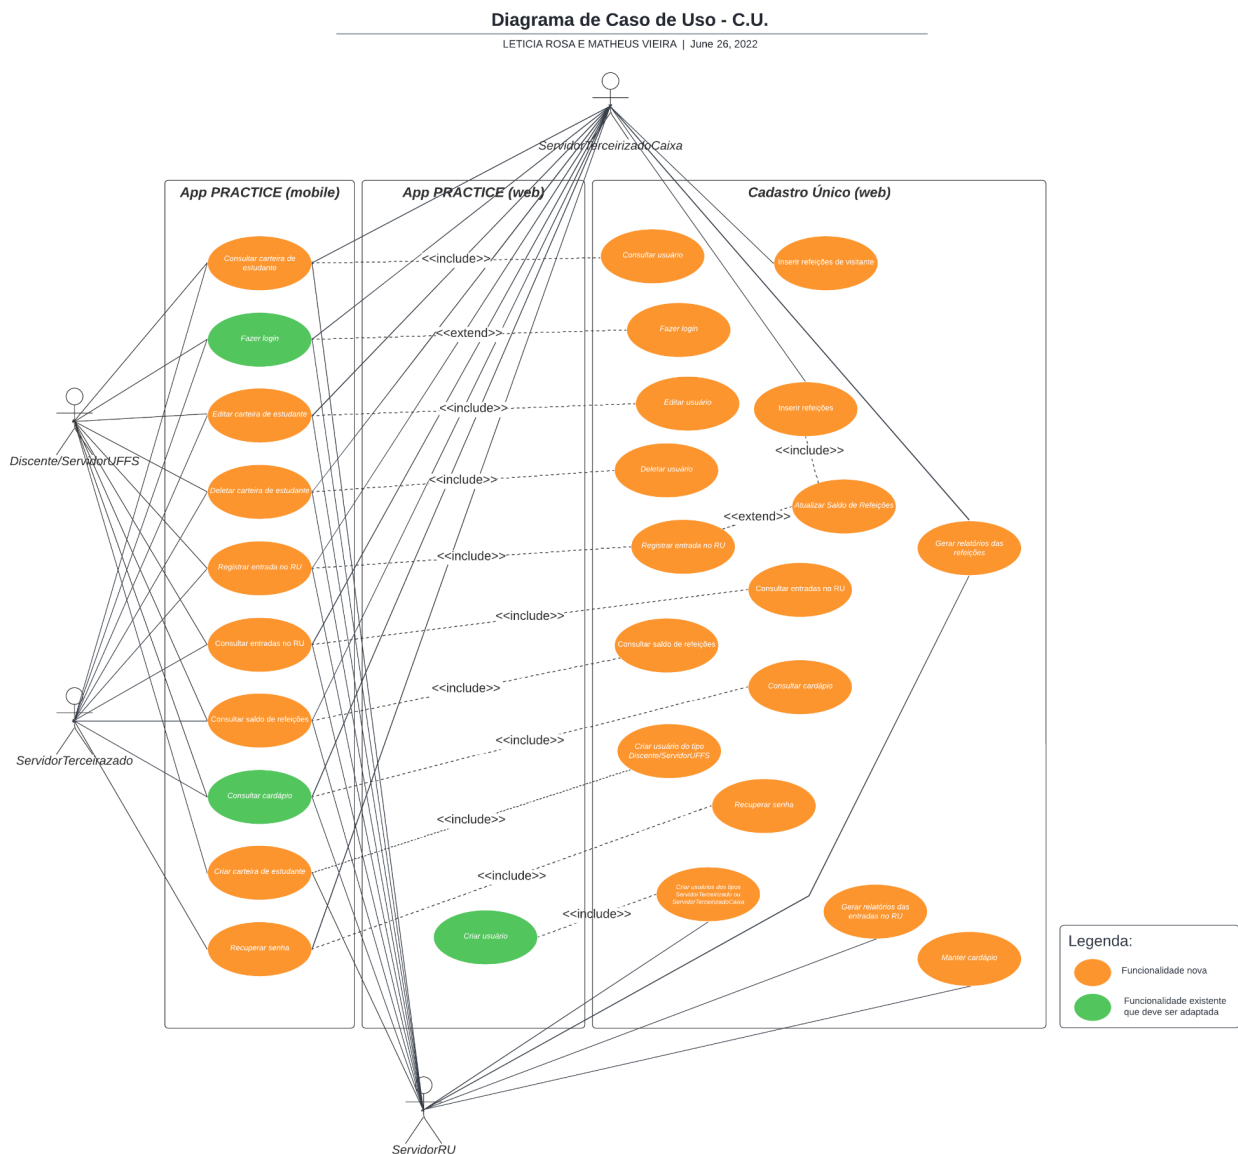 Diagrama de Caso de Uso - C.U.
LETICIA ROSA E MATHEUS VIEIRA | June 26, 2022
ServidorTerceirizadoCaixa
App PRACTICE (mobile)
App PRACTICE (web)
Cadastro Único (web)
Consultar carteira de
estudanto
<<include>>
Consultar usuário
Inserir refeições de visitante
Fazer login
<<extend>>
Fazer login
Editar carteira de estudante
<<include>>
Editar usuário
Inserir refeições
<<include>>
Discente/ServidorUFFS
Deletar carteira de estudante
<<include>>
Deletar usuário
Atualizar Saldo de Refeições
<<extend>>
Registrar entrada no RU
<<include>>
Registrar entrada no RU
Gerar relatórios das
refeições
Consultar entradas no RU
<<include>>
Consultar entradas no RU
Consultar saldo de refeições
<<include>>
Consultar saldo de refeições
ServidorTerceirazado
Consultar cardápio
<<include>>
Consultar cardápio
Criar carteira de estudante
<<include>>
Criar usuário do tipo
Discente/ServidorUFFS
Recuperar senha
<<include>>
Recuperar senha
Criar usuário
<<include>>
Criar usuários dos tipos
ServidorTerceirizado ou
ServidorTerceirizadoCaixa
Gerar relatórios das
entradas no RU
Manter cardápio
Legenda:
Funcionalidade nova
Funcionalidade existente
que deve ser adaptada
ServidorRU